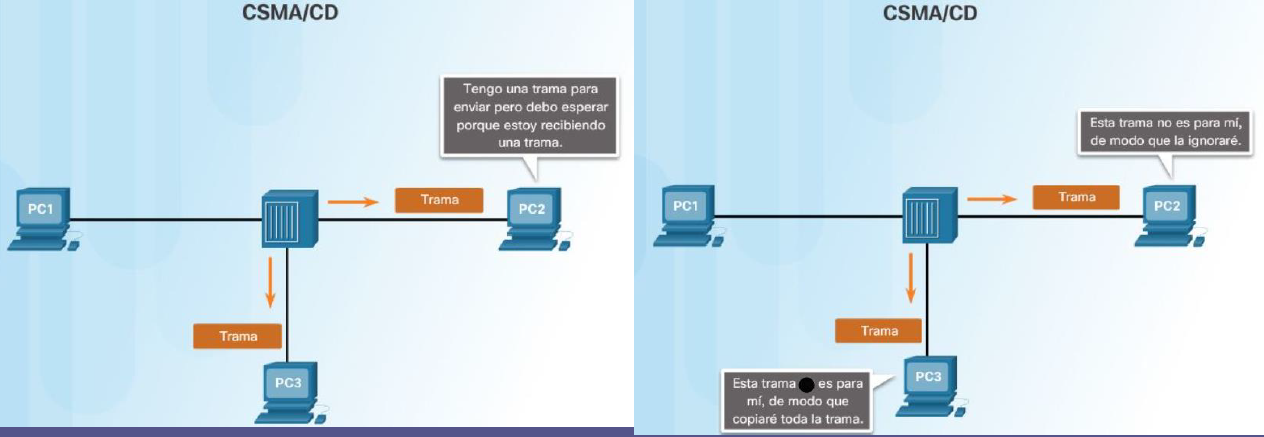 CSMA/CD
Tengo una trama para
enviar pero debo esperar
porque estoy recibiendo
una trama.
PC1
Trama
PC2
Trama
PC3
CSMA/CD
Esta trama no es para mí,
de modo que la ignoraré.
PC1
Trama
PC2
Trama
PC3
Esta trama es para
mí, de modo que
copiaré toda la trama.